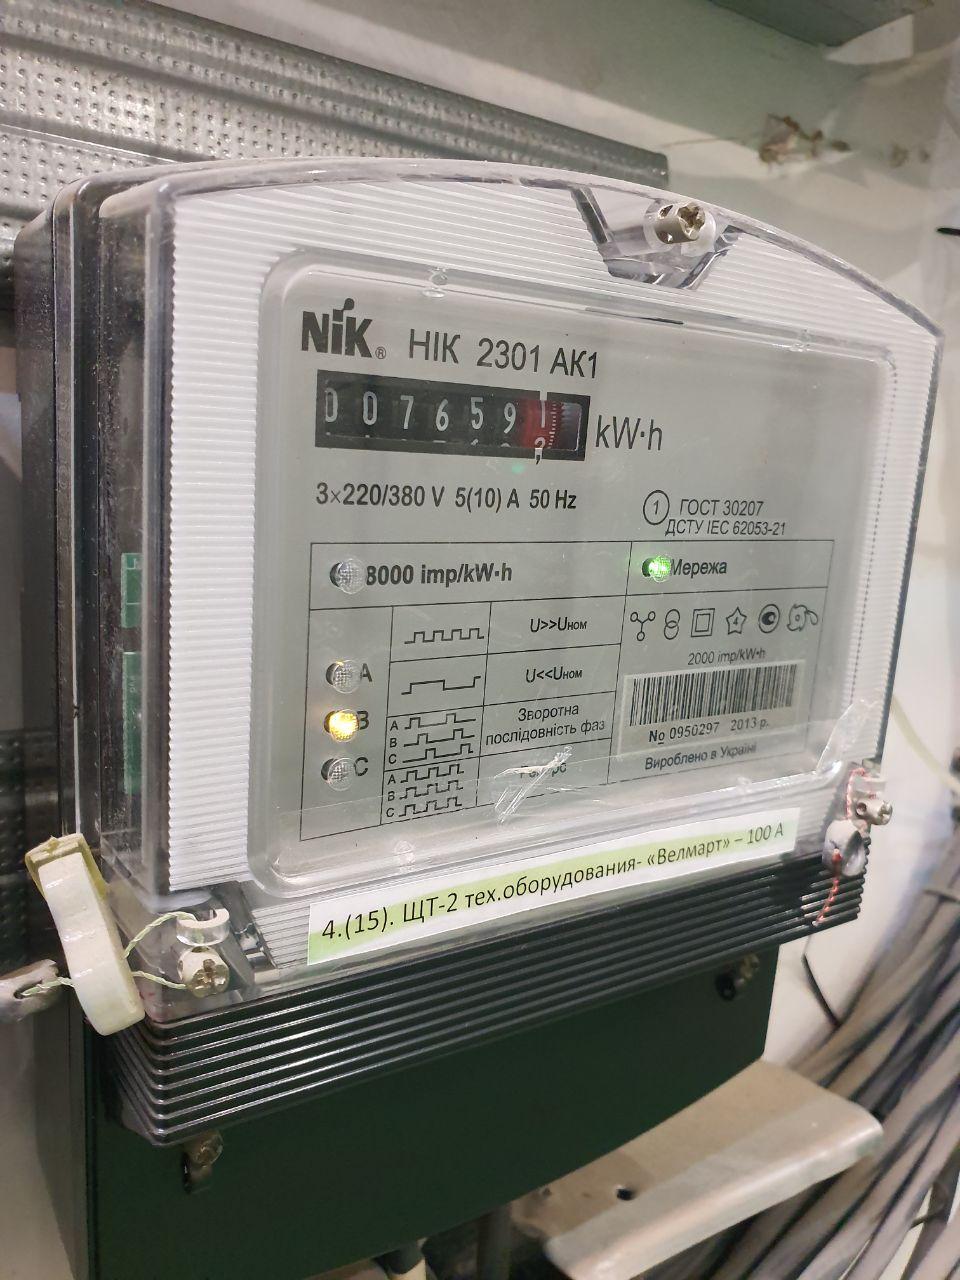 NiK® НІК 2301 АК1
0076591 kW·h
3×220/380 V 5(10) A 50 Hz
1 ГОСТ 30207
ДСТУ IEC 62053-21
8000 imp/kW·h
Мережа
U>>Uном
A
U<<Uном
B
A
B
C
Зворотна
послідовність фаз
C
A
B
C
4
2000 imp/kW·h
№ 0950297 2013 р.
Вироблено в Україні
4.(15). ЩТ-2 тех.оборудования- «Велмарт» – 100 А